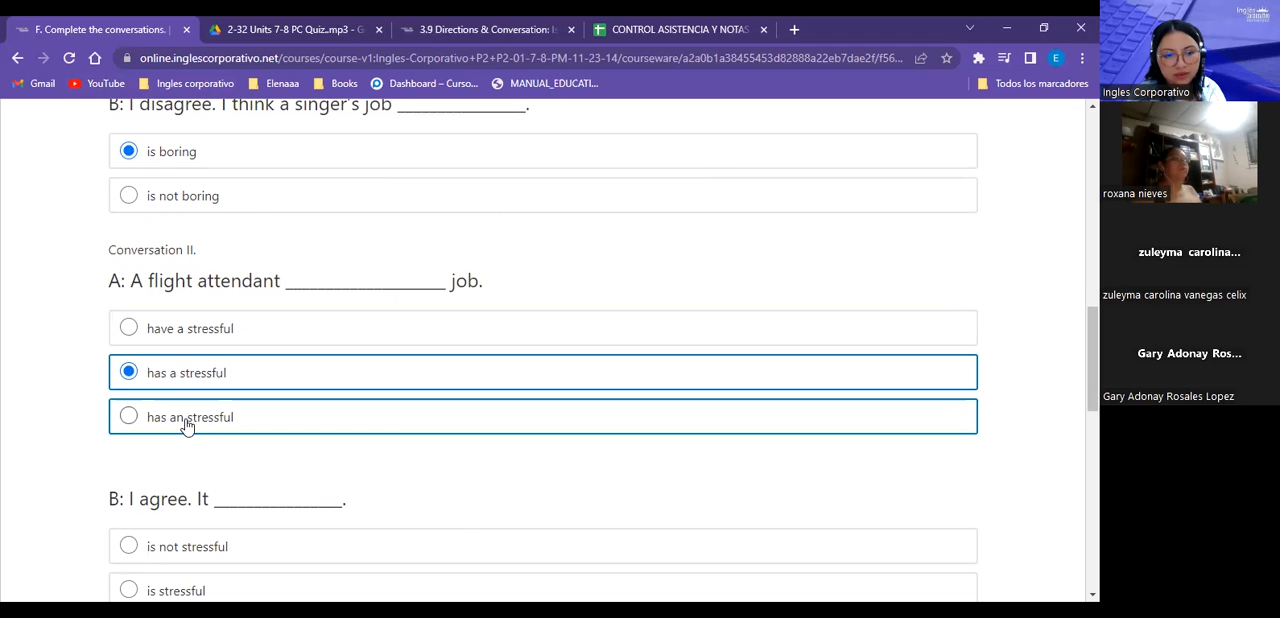 F. Complete the conversations.
2-32 Units 7-8 PC Quiz..mp3 - G
3.9 Directions & Conversation: Is
CONTROL ASISTENCIA Y NOTAS
online.inglescorporativo.net/courses/course-v1:Ingles-Corporativo+P2+P2-01-7-8-PM-11-23-14/courseware/a2a0b1a38455453d82888a22eb7dae2f/f56...
E
Gmail
YouTube
Ingles corporativo
Elenaaa
Books
Dashboard – Curso...
MANUAL_EDUCATI...
Todos los marcadores
B: I disagree. I think a singer's job ______________.
is boring
is not boring
Conversation II.
A: A flight attendant _________________ job.
have a stressful
has a stressful
has an stressful
B: I agree. It ______________.
is not stressful
is stressful
Ingles Corporativo
roxana nieves
zuleyma carolina...
zuleyma carolina vanegas celix
Gary Adonay Ros...
Gary Adonay Rosales Lopez